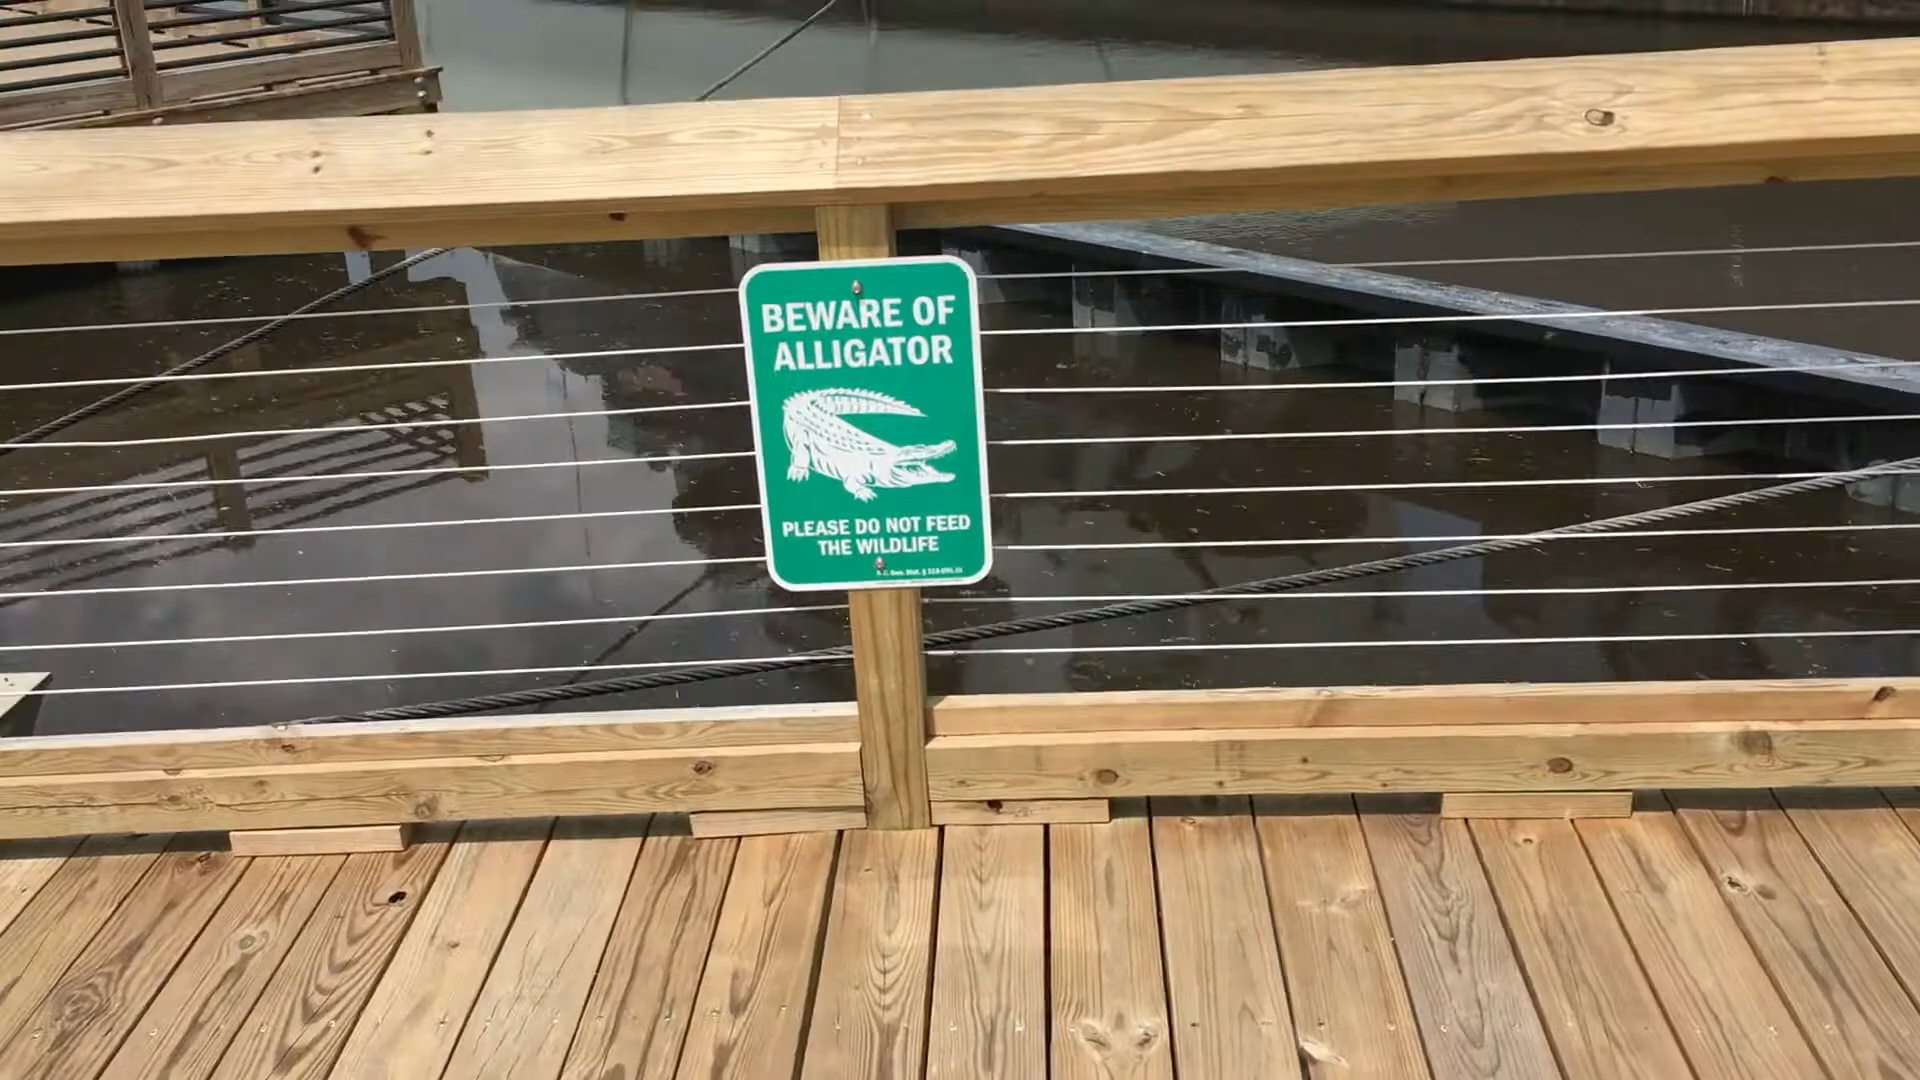 BEWARE OF
ALLIGATOR
PLEASE DO NOT FEED
THE WILDLIFE